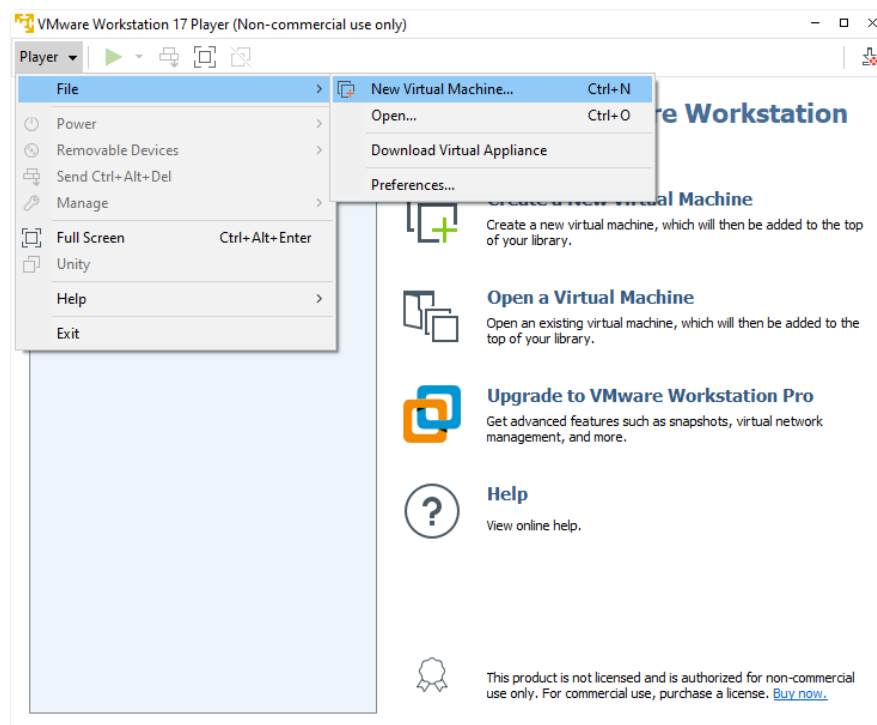 VMware Workstation 17 Player (Non-commercial use only)
Player
File
New Virtual Machine... Ctrl+N
Open... Ctrl+O
Download Virtual Appliance
Preferences...
Power
Removable Devices
Send Ctrl+Alt+Del
Manage
Full Screen Ctrl+Alt+Enter
Unity
Help
Exit
re Workstation
Create a New Virtual Machine
Create a new virtual machine, which will then be added to the top
of your library.
Open a Virtual Machine
Open an existing virtual machine, which will then be added to the
top of your library.
Upgrade to VMware Workstation Pro
Get advanced features such as snapshots, virtual network
management, and more.
Help
View online help.
This product is not licensed and is authorized for non-commercial
use only. For commercial use, purchase a license. Buy now.